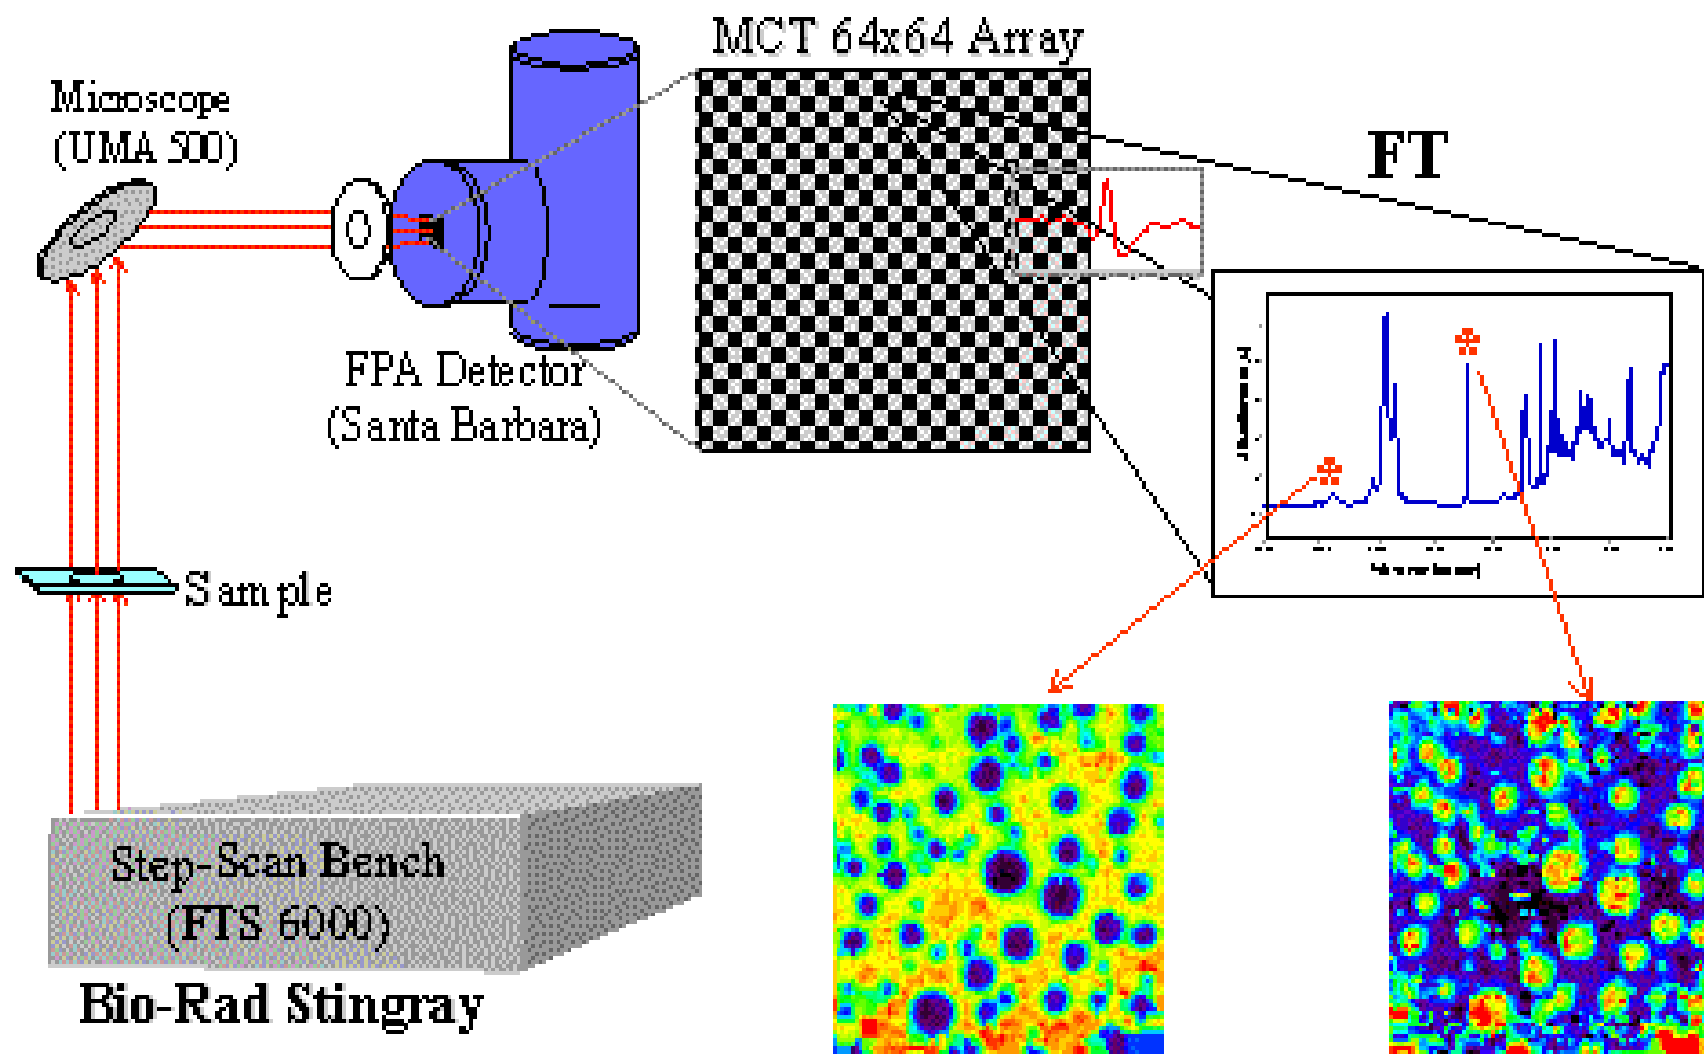 MCT 64x64 Array
Microscope
(UMA 500)
FT
FPA Detector
(Santa Barbara)
Sample
Step-Scan Bench
(FTS 6000)
Bio-Rad Stingray